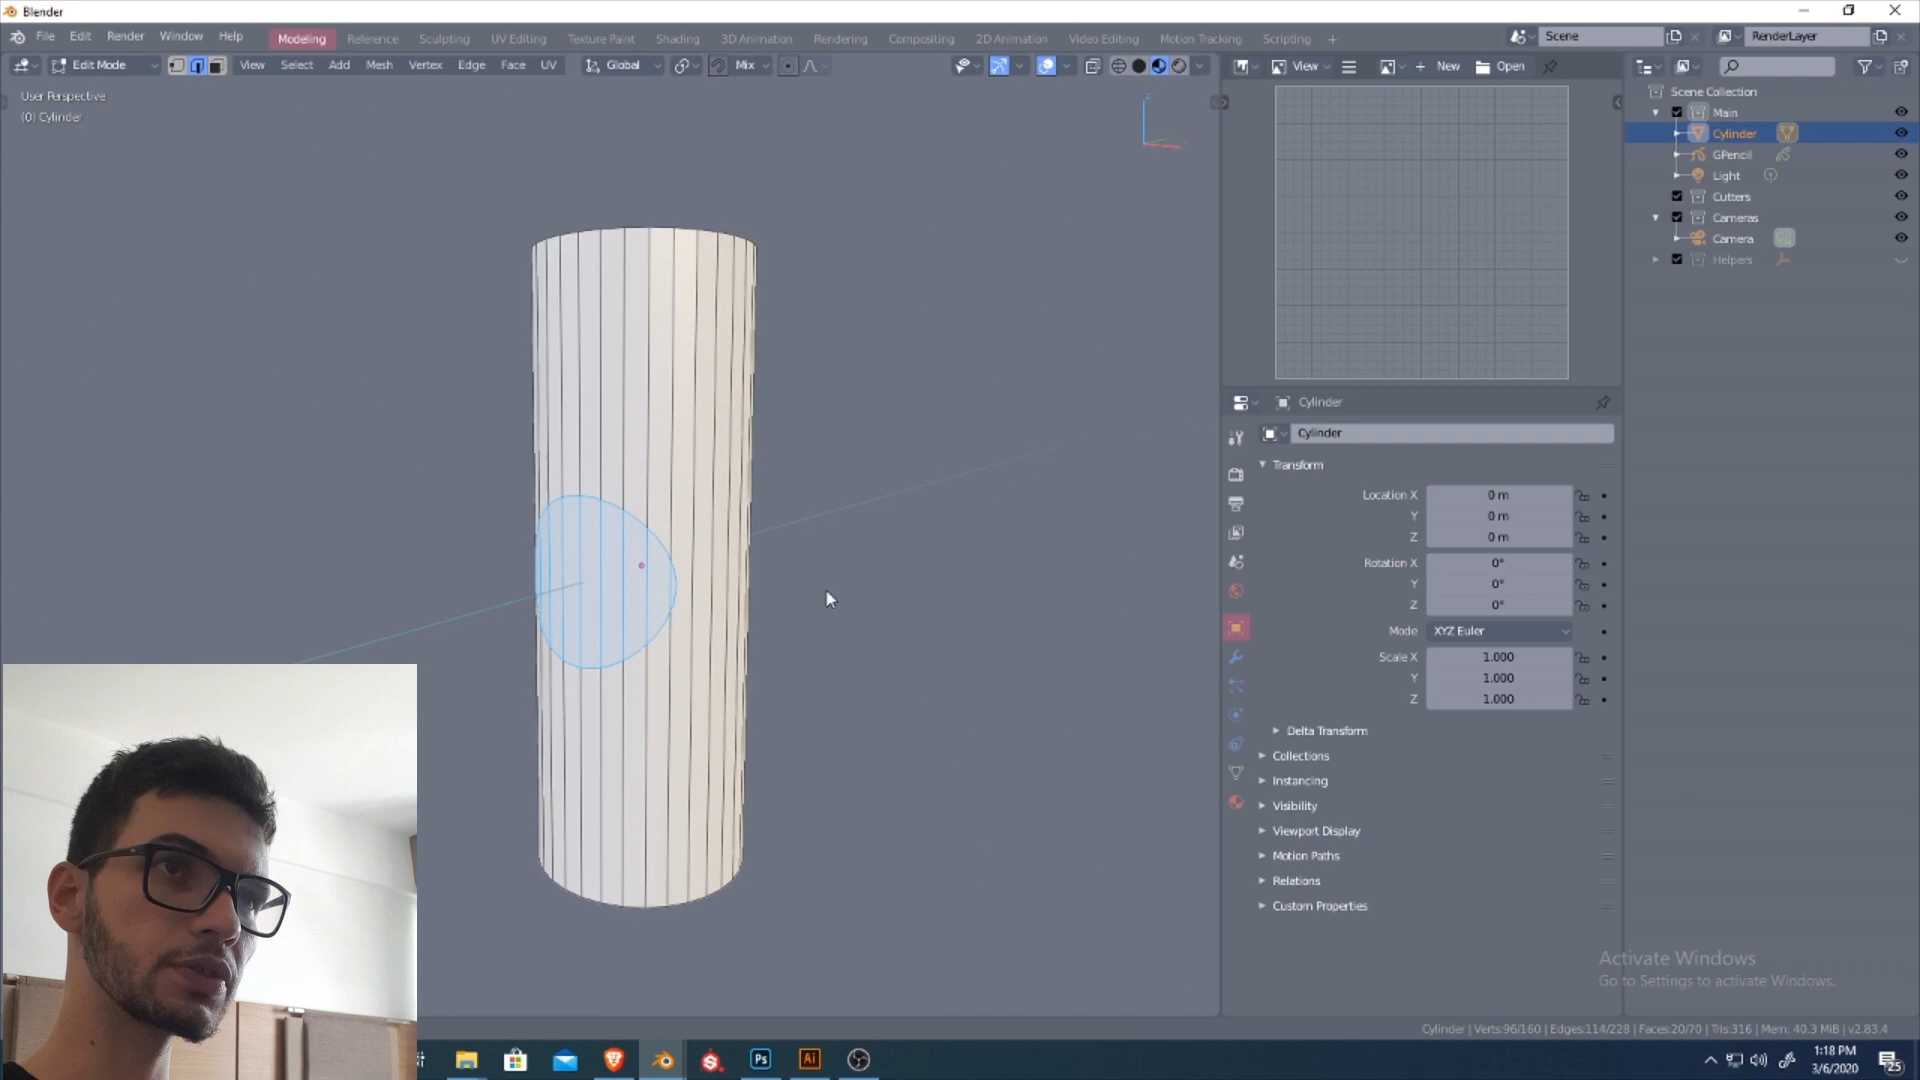 Blender
File Edit Render Window Help Modeling Reference Sculpting UV Editing Texture Paint Shading 3D Animation Rendering Compositing 2D Animation Video Editing Motion Tracking Scripting + Scene RenderLayer
Edit Mode View Select Add Mesh Vertex Edge Face UV Global Mix View New Open
User Perspective
(0) Cylinder
Scene Collection
Main
Cylinder
GPencil
Light
Cutters
Cameras
Camera
Helpers
Cylinder
Cylinder
Transform
Location X 0 m
Y 0 m
Z 0 m
Rotation X 0°
Y 0°
Z 0°
Mode XYZ Euler
Scale X 1.000
Y 1.000
Z 1.000
Delta Transform
Collections
Instancing
Visibility
Viewport Display
Motion Paths
Relations
Custom Properties
Activate Windows
Go to Settings to activate Windows.
Cylinder | Verts:96/160 | Edges:114/228 | Faces:20/70 | Tris:316 | Mem: 40.3 MiB | v2.83.4
Ps Ai
1:18 PM
3/6/2020
25